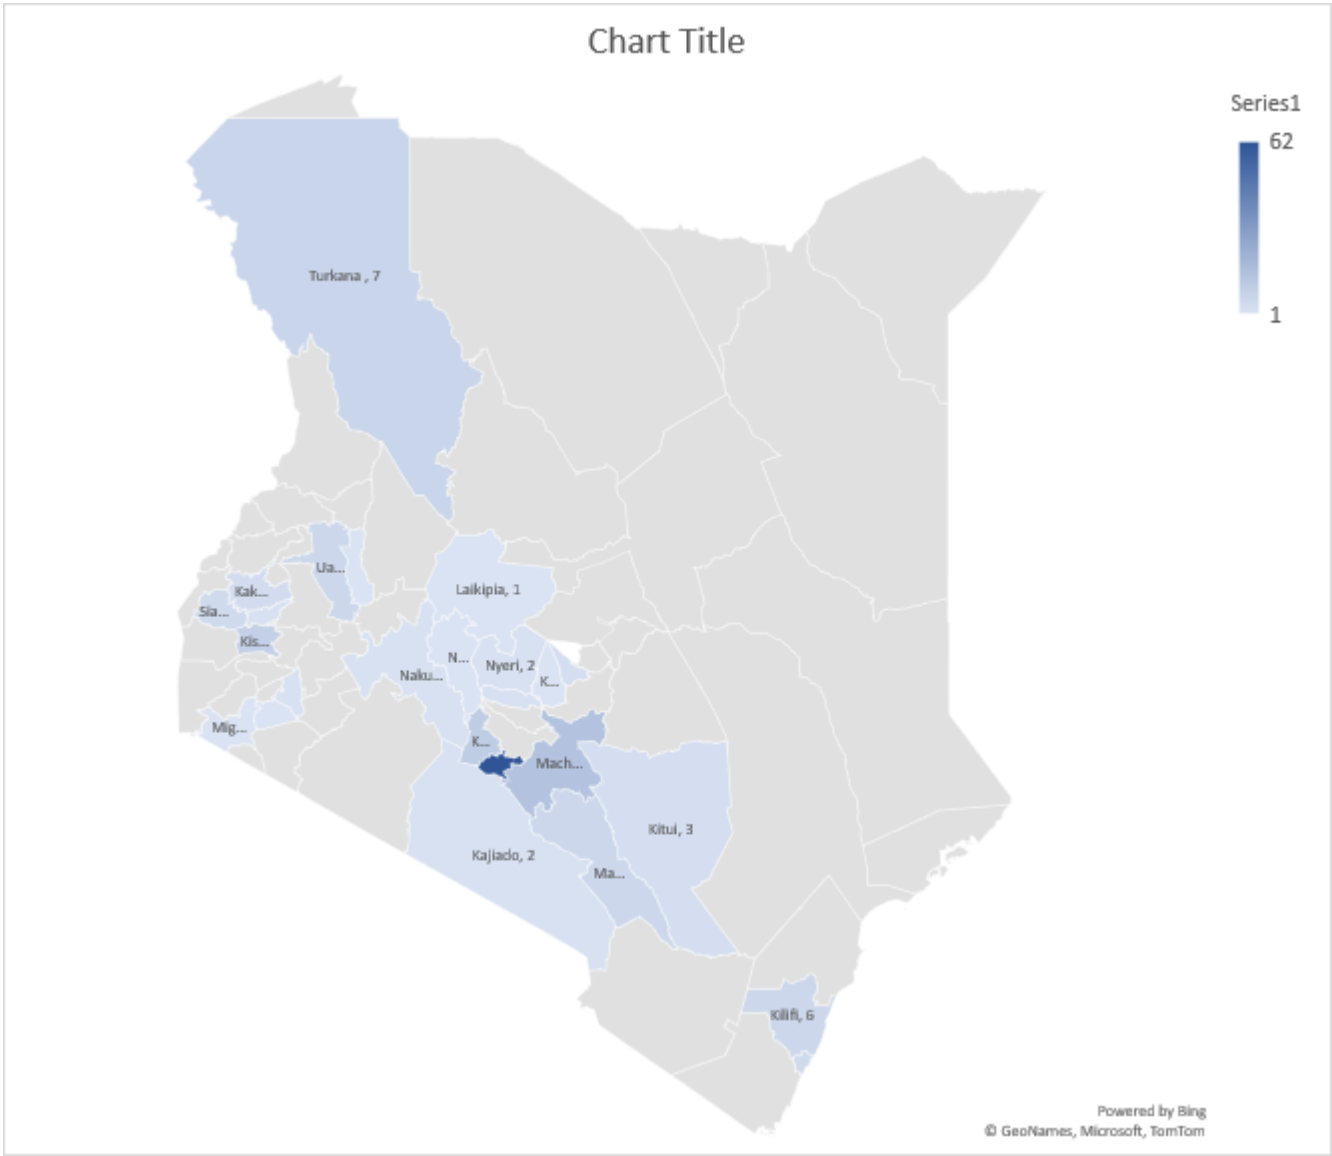 Chart Title
Series1
62
1
Turkana , 7
Ua...
Kak...
Laikipia, 1
Sia...
Kis...
N...
Nyeri, 2
Naku...
K...
Mig...
K...
Mach...
Kitui, 3
Kajiado, 2
Ma...
Kilifi, 6
Powered by Bing
© GeoNames, Microsoft, TomTom